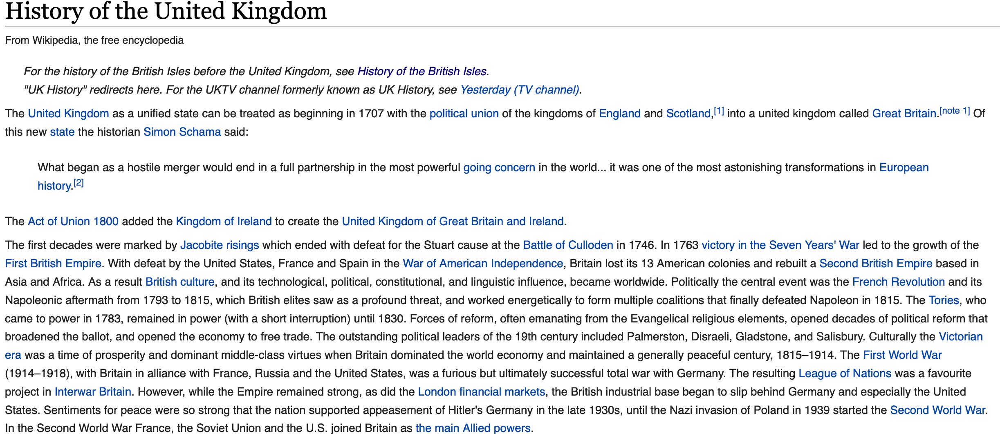 History of the United Kingdom
From Wikipedia, the free encyclopedia
For the history of the British Isles before the United Kingdom, see History of the British Isles.
"UK History" redirects here. For the UKTV channel formerly known as UK History, see Yesterday (TV channel).
The United Kingdom as a unified state can be treated as beginning in 1707 with the political union of the kingdoms of England and Scotland,[1] into a united kingdom called Great Britain.[note 1] Of
this new state the historian Simon Schama said:
What began as a hostile merger would end in a full partnership in the most powerful going concern in the world... it was one of the most astonishing transformations in European
history.[2]
The Act of Union 1800 added the Kingdom of Ireland to create the United Kingdom of Great Britain and Ireland.
The first decades were marked by Jacobite risings which ended with defeat for the Stuart cause at the Battle of Culloden in 1746. In 1763 victory in the Seven Years' War led to the growth of the
First British Empire. With defeat by the United States, France and Spain in the War of American Independence, Britain lost its 13 American colonies and rebuilt a Second British Empire based in
Asia and Africa. As a result British culture, and its technological, political, constitutional, and linguistic influence, became worldwide. Politically the central event was the French Revolution and its
Napoleonic aftermath from 1793 to 1815, which British elites saw as a profound threat, and worked energetically to form multiple coalitions that finally defeated Napoleon in 1815. The Tories, who
came to power in 1783, remained in power (with a short interruption) until 1830. Forces of reform, often emanating from the Evangelical religious elements, opened decades of political reform that
broadened the ballot, and opened the economy to free trade. The outstanding political leaders of the 19th century included Palmerston, Disraeli, Gladstone, and Salisbury. Culturally the Victorian
era was a time of prosperity and dominant middle-class virtues when Britain dominated the world economy and maintained a generally peaceful century, 1815–1914. The First World War
(1914–1918), with Britain in alliance with France, Russia and the United States, was a furious but ultimately successful total war with Germany. The resulting League of Nations was a favourite
project in Interwar Britain. However, while the Empire remained strong, as did the London financial markets, the British industrial base began to slip behind Germany and especially the United
States. Sentiments for peace were so strong that the nation supported appeasement of Hitler's Germany in the late 1930s, until the Nazi invasion of Poland in 1939 started the Second World War.
In the Second World War France, the Soviet Union and the U.S. joined Britain as the main Allied powers.